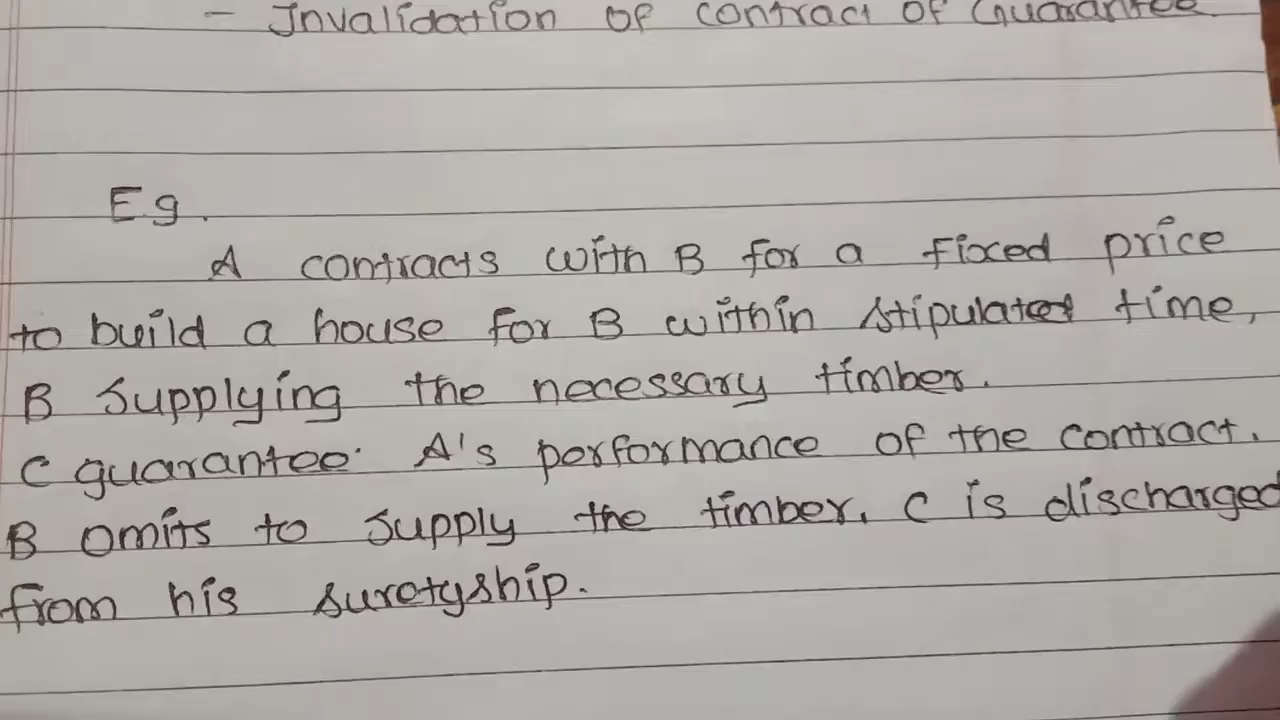 - Invalidation of contract of Guarantee
E.g.
A contracts with B for a fixed price
to build a house for B within stipulated time,
B supplying the necessary timber.
C guarantee A's performance of the contract.
B omits to supply the timber. C is discharged
from his suretyship.